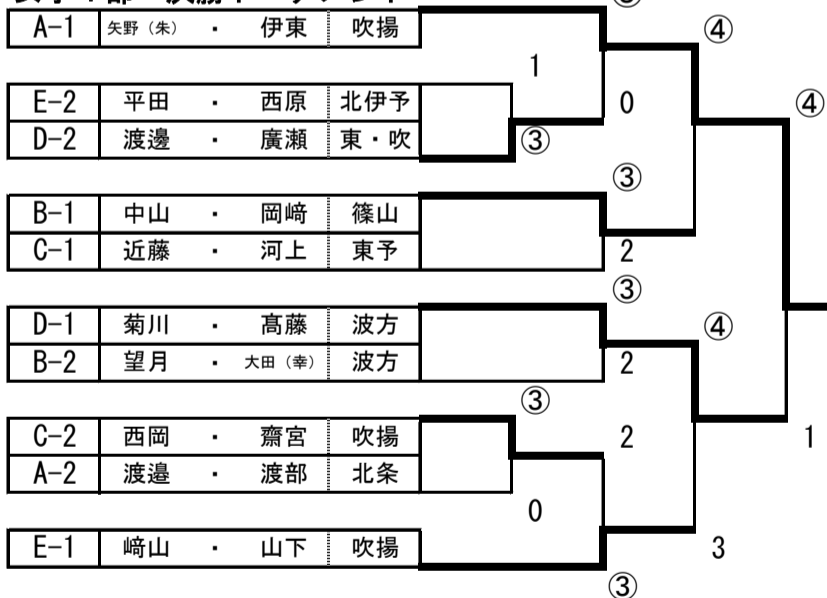 A-1 矢野（朱） ・ 伊東 吹揚
④
1
E-2 平田 ・ 西原 北伊予
0
④
D-2 渡邊 ・ 廣瀬 東・吹
③
③
B-1 中山 ・ 岡﨑 篠山
C-1 近藤 ・ 河上 東予
2
③
D-1 菊川 ・ 髙藤 波方
④
B-2 望月 ・ 大田（幸） 波方
2
③
C-2 西岡 ・ 齋宮 吹揚
2
1
A-2 渡邉 ・ 渡部 北条
0
E-1 﨑山 ・ 山下 吹揚
3
③